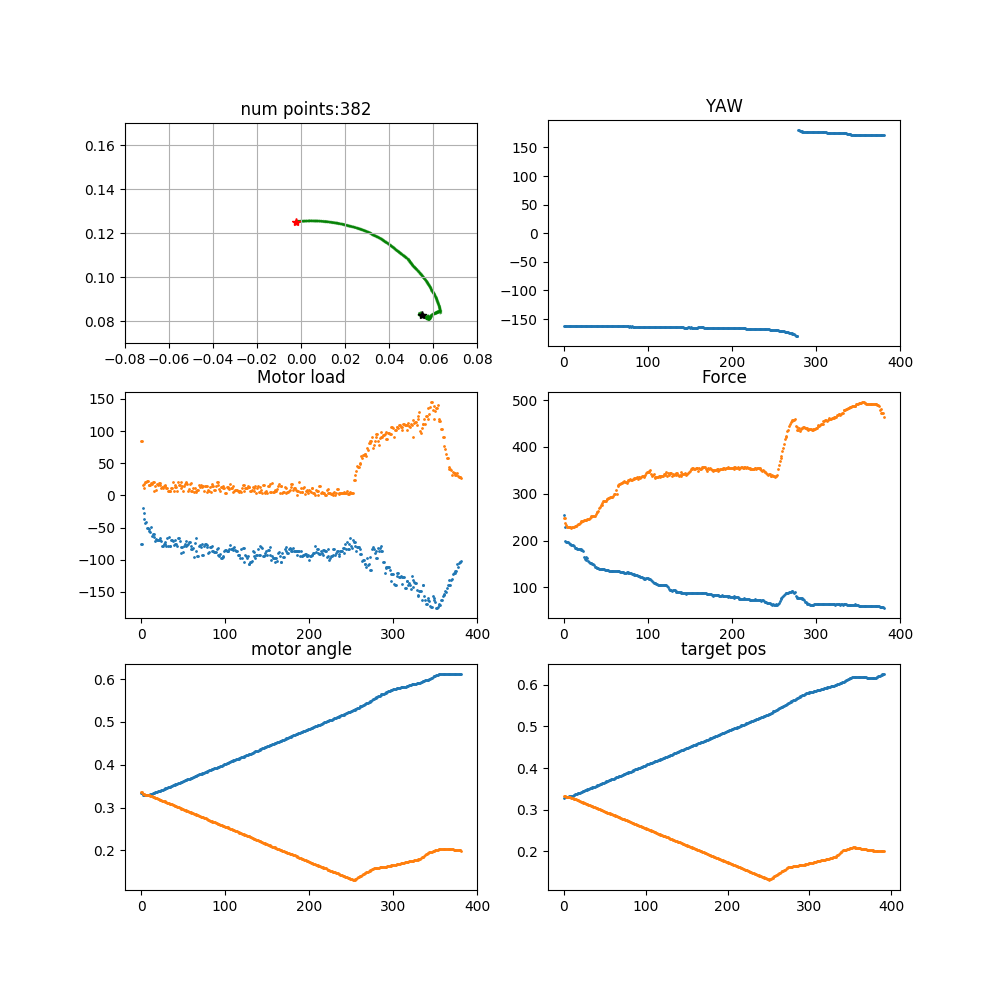 num points:382
YAW
0.16
0.14
0.12
0.10
0.08
−0.08 −0.06 −0.04 −0.02 0.00 0.02 0.04 0.06 0.08
150
100
50
0
−50
−100
−150
0 100 200 300 400
Motor load
Force
150
100
50
0
−50
−100
−150
0 100 200 300 400
500
400
300
200
100
0 100 200 300 400
motor angle
target pos
0.6
0.5
0.4
0.3
0.2
0 100 200 300 400
0.6
0.5
0.4
0.3
0.2
0 100 200 300 400